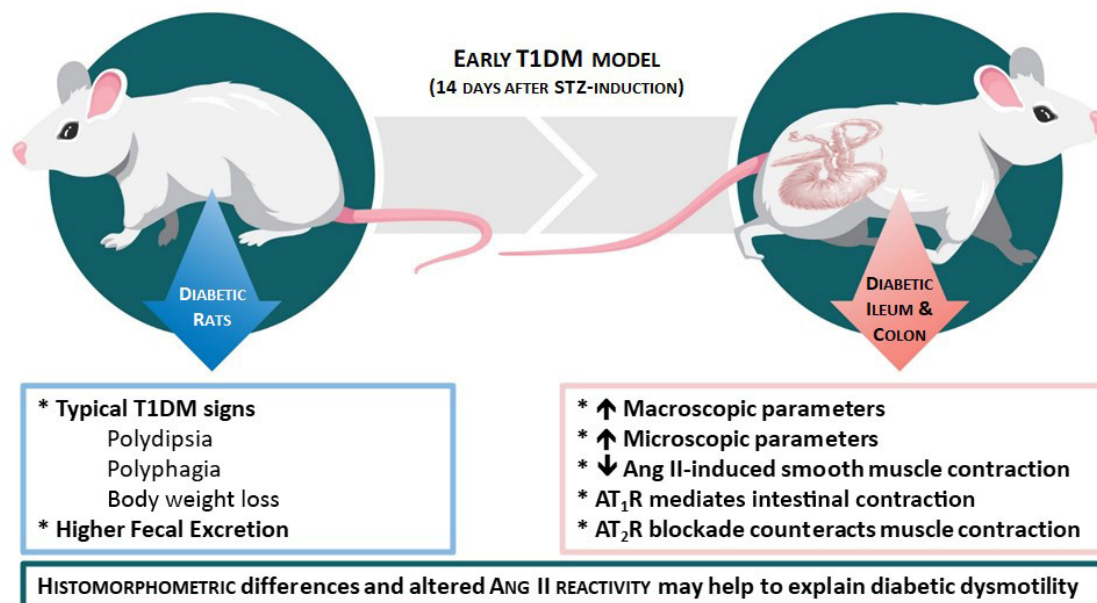 EARLY T1DM MODEL
(14 DAYS AFTER STZ-INDUCTION)
DIABETIC
RATS
DIABETIC
ILEUM &
COLON
* Typical T1DM signs
Polydipsia
Polyphagia
Body weight loss
* Higher Fecal Excretion
* ↑ Macroscopic parameters
* ↑ Microscopic parameters
* ↓ Ang II-induced smooth muscle contraction
* AT₁R mediates intestinal contraction
* AT₂R blockade counteracts muscle contraction
HISTOMORPHOMETRIC differences and altered ANG II REACTIVITY may help to explain diabetic dysmotility